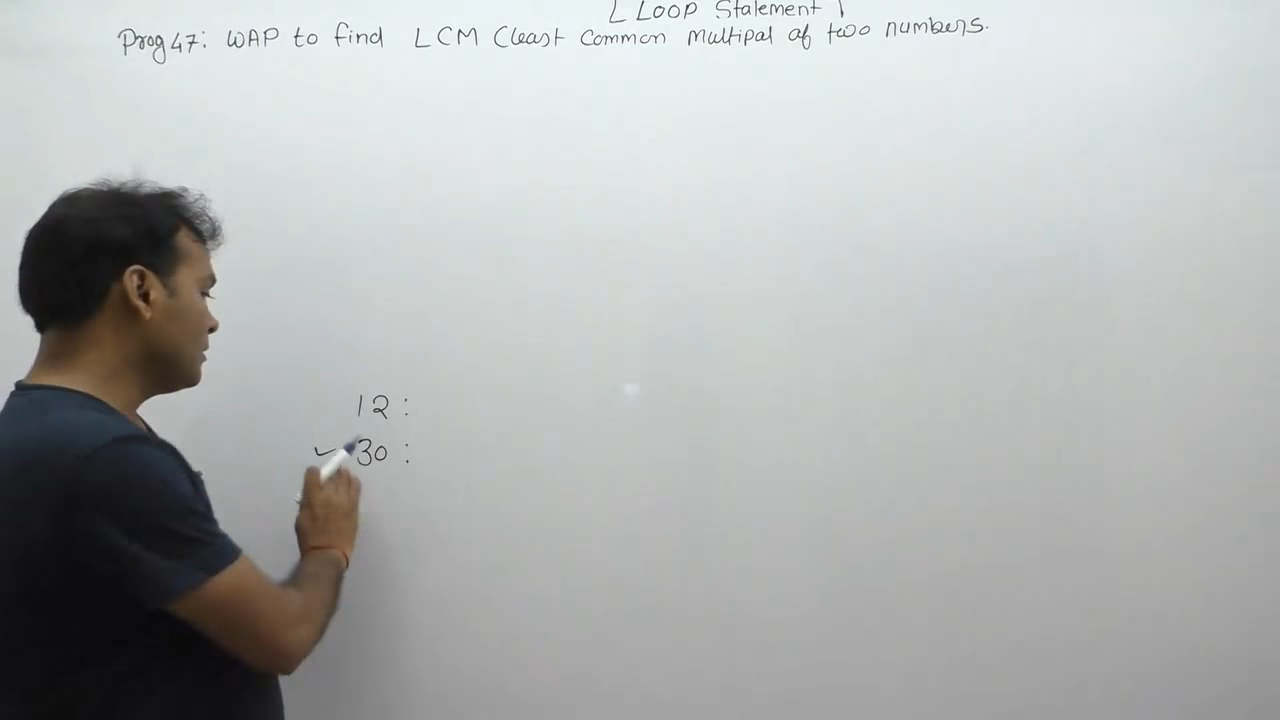 [ Loop Statement ]
Prog 47: WAP to find LCM (Least Common Multipal of two numbers.
12 :
✓ 30 :